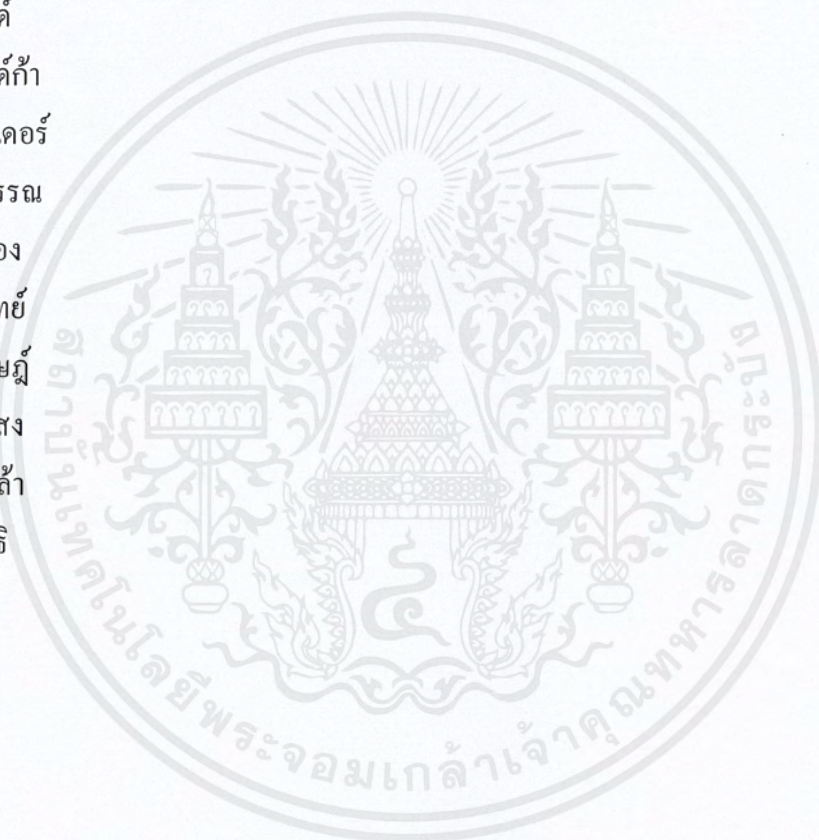 ด์
ด์ก้า
เดอร์
รรณ
อง
ทย์
ษฎ์
สง
ล้า
ธิ
สถาบันเทคโนโลยีพระจอมเกล้าเจ้าคุณทหารลาดกระบัง
๔